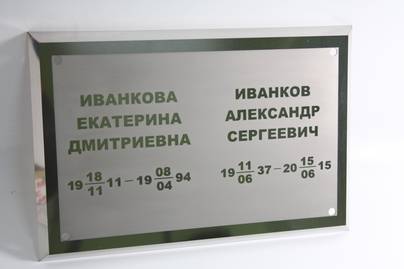 ИВАНКОВА
ЕКАТЕРИНА
ДМИТРИЕВНА
19 18/11 11–19 08/04 94
ИВАНКОВ
АЛЕКСАНДР
СЕРГЕЕВИЧ
19 11/06 37–20 15/06 15